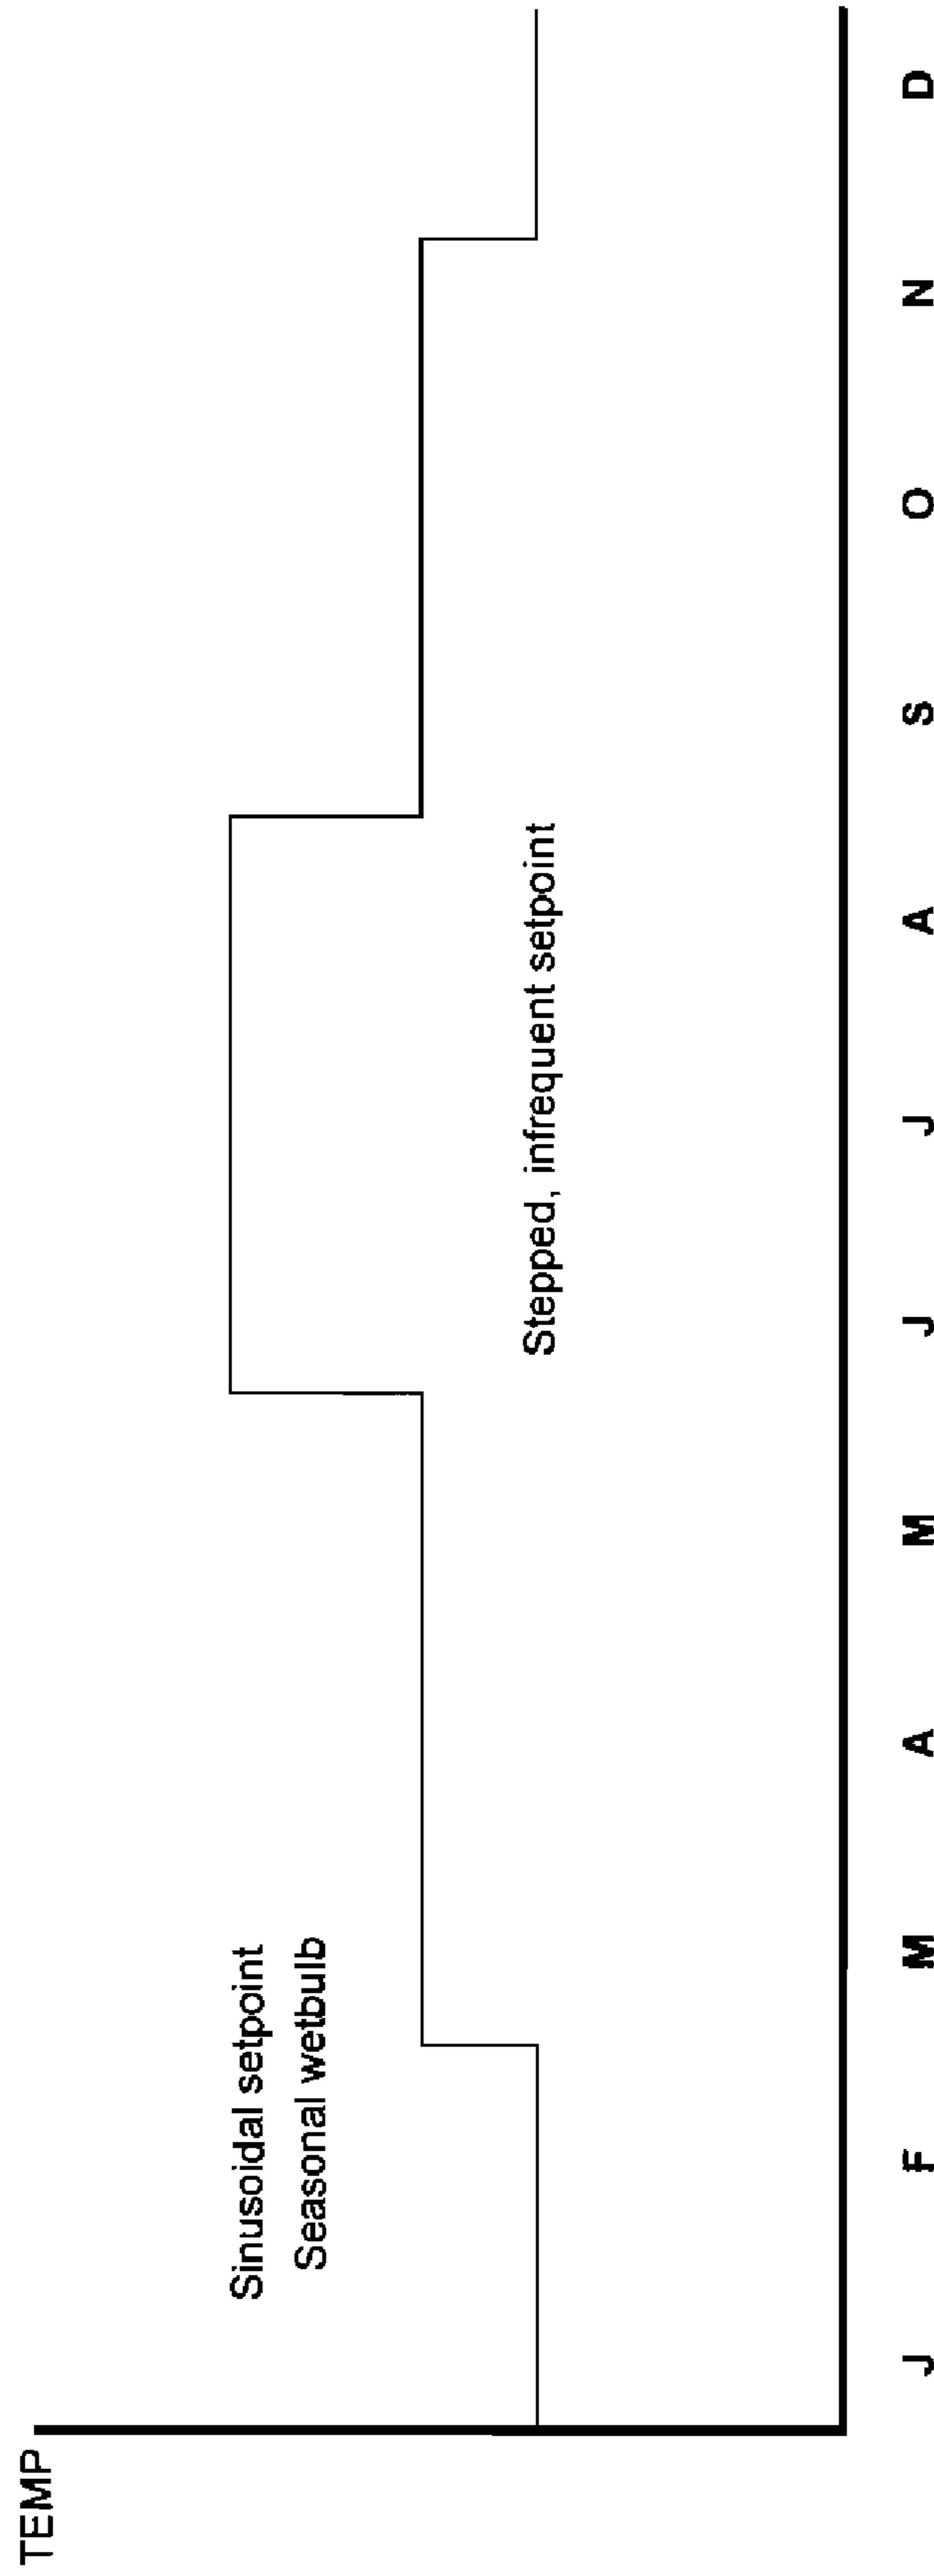 TEMP
Sinusoidal setpoint
Seasonal wetbulb
Stepped, infrequent setpoint
J F M A M J J A S O N D